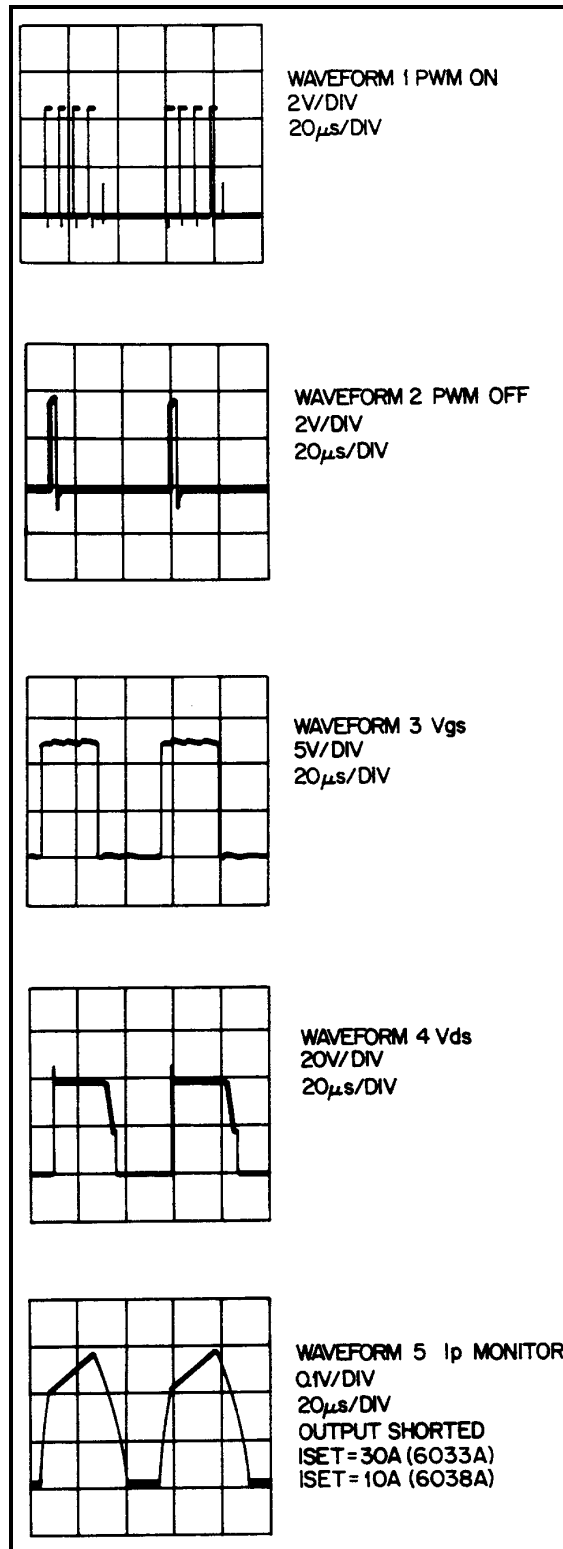 WAVEFORM 1 PWM ON
2V/DIV
20μs/DIV
WAVEFORM 2 PWM OFF
2V/DIV
20μs/DIV
WAVEFORM 3 Vgs
5V/DIV
20μs/DIV
WAVEFORM 4 Vds
20V/DIV
20μs/DIV
WAVEFORM 5 Ip MONITOR
0.1V/DIV
20μs/DIV
OUTPUT SHORTED
ISET=30A (6033A)
ISET=10A (6038A)